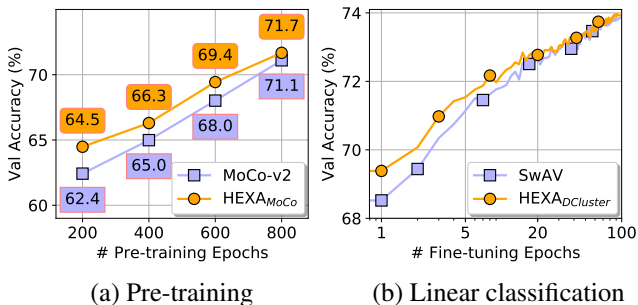 71.7
69.4
66.3
64.5
71.1
68.0
65.0
62.4
MoCo-v2
HEXA_MoCo
Val Accuracy (%)
70
65
60
200 400 600 800
# Pre-training Epochs
(a) Pre-training
Val Accuracy (%)
74
72
70
68
SwAV
HEXA_DCluster
1 5 20 100
# Fine-tuning Epochs
(b) Linear classification